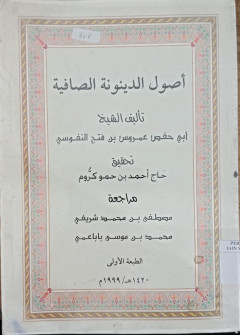 أصول الدينونة الصافية
تأليف الشيخ
أبي حفص عمروس بن فتح النفوسي
تحقيق
حاج أحمد بن حمو كروم
مراجعة
مصطفى بن محمد شريفي
محمد بن موسى باباعمي
الطبعة الأولى
١٤٢٠هـ/١٩٩٩م
PER